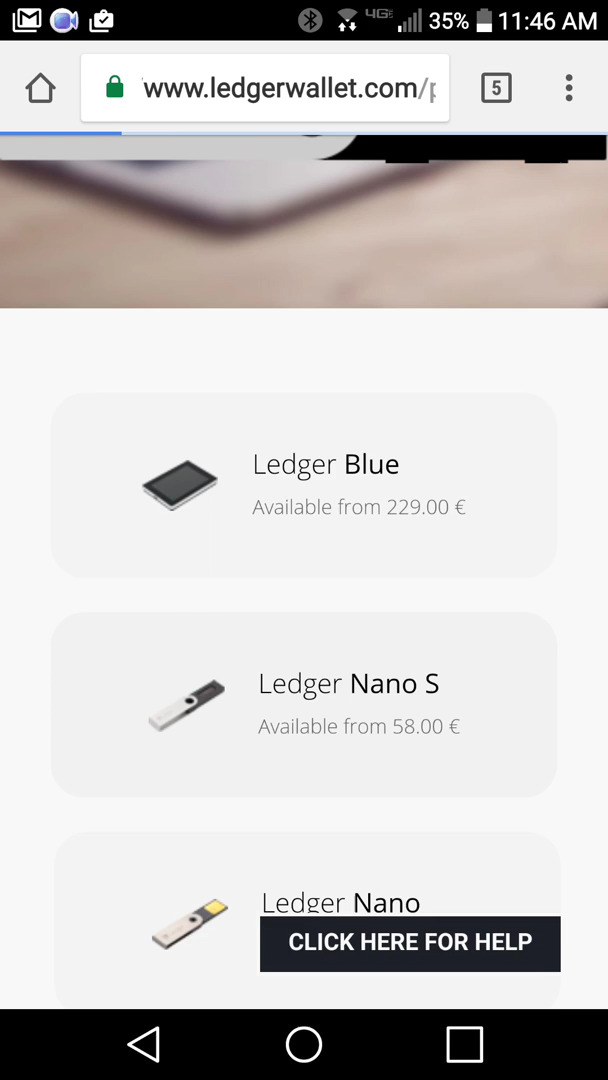 4G
35%
11:46 AM
www.ledgerwallet.com/p
5
Ledger Blue
Available from 229.00 €
Ledger Nano S
Available from 58.00 €
Ledger Nano
CLICK HERE FOR HELP